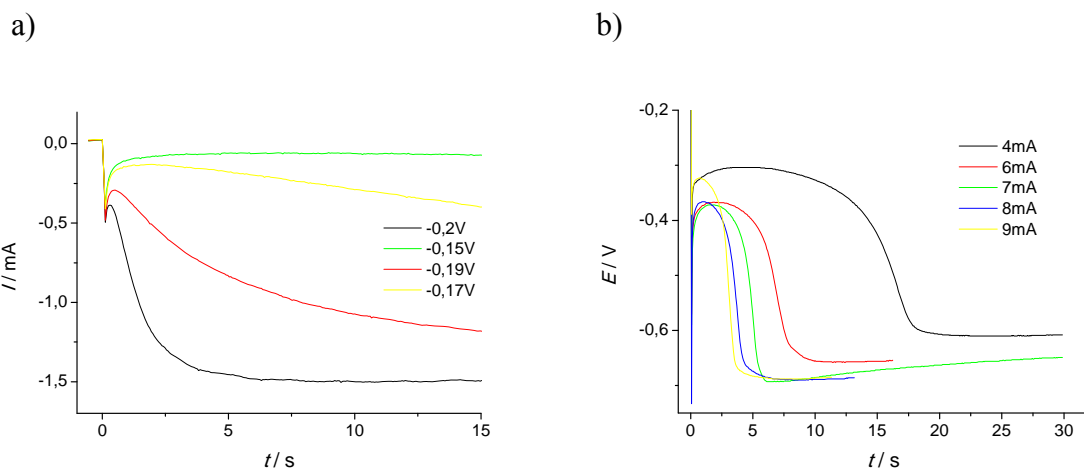 a)
b)
0,0
-0,5
-1,0
-1,5
I / mA
0
5
10
15
t / s
-0,2V
-0,15V
-0,19V
-0,17V
-0,2
-0,4
-0,6
E / V
0
5
10
15
20
25
30
t / s
4mA
6mA
7mA
8mA
9mA